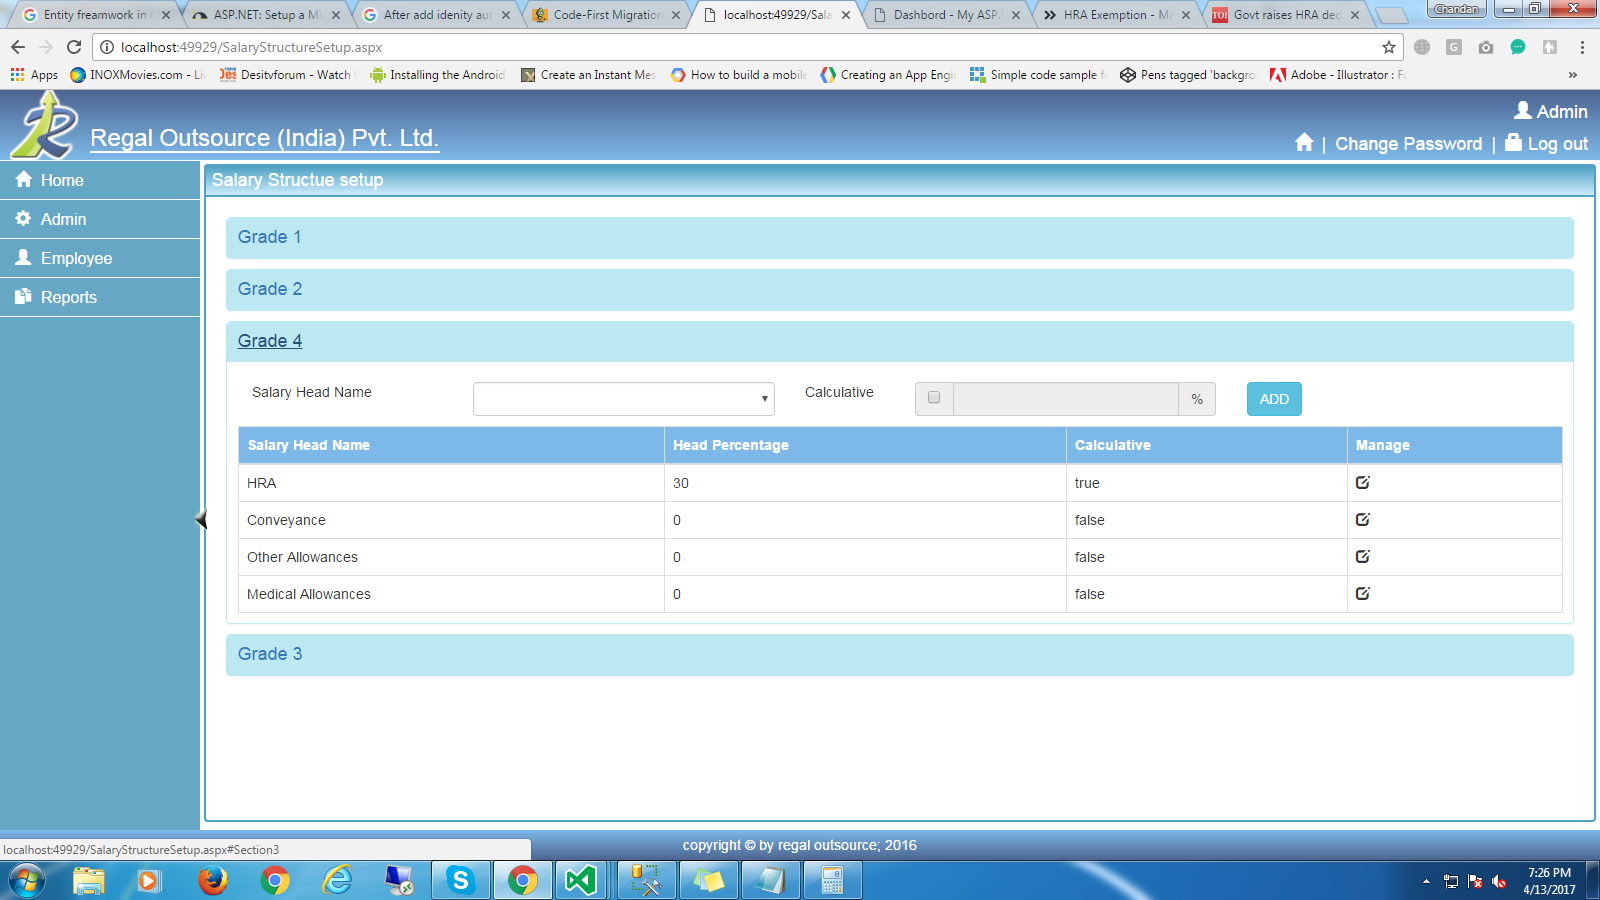 Entity freamwork in
ASP.NET: Setup a
After add idenity aut
Code-First Migration
localhost:49929/Sala
Dashbord - My ASP.
HRA Exemption -
TOI Govt raises HRA ded
Chandan
localhost:49929/SalaryStructureSetup.aspx
Apps
INOXMovies.com -
Desitvforum - Watch
Installing the Android
Create an Instant Mes
How to build a mobile
Creating an App Engi
Simple code sample
Pens tagged 'backgro
Adobe - Illustrator :
»
Admin
Regal Outsource (India) Pvt. Ltd.
| Change Password | Log out
Home
Admin
Employee
Reports
Salary Structue setup
Grade 1
Grade 2
Grade 4
Salary Head Name
Calculative
%
ADD
Salary Head Name Head Percentage Calculative Manage
HRA 30 true
Conveyance 0 false
Other Allowances 0 false
Medical Allowances 0 false
Grade 3
copyright © by regal outsource; 2016
localhost:49929/SalaryStructureSetup.aspx#Section3
7:26 PM
4/13/2017